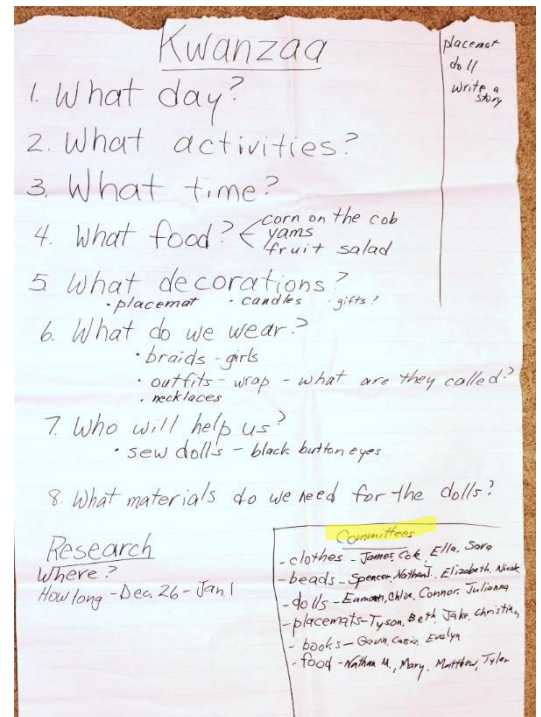 Kwanzaa
placemat
doll
write a
story
1. What day?
2. What activities?
3. What time?
4. What food? < corn on the cob
yams
fruit salad
5 What decorations?
• placemat • candles • gifts?
6. What do we wear?
• braids - girls
• outfits - wrap - what are they called?
• necklaces
7. Who will help us?
• sew dolls - black button eyes
8. What materials do we need for the dolls?
Research
Where?
How long - Dec. 26 - Jan 1
Committees
- clothes - James, Cole, Ella, Sara
- beads - Spencer, Nathan J., Elizabeth, Nicole
- dolls - Eamonn, Chloe, Connor, Julianna
- placemats - Tyson, Beth, Jake, Christian
- books - Gavin, Evelyn
- food - Nathan M., Mary, Matthew, Tyler